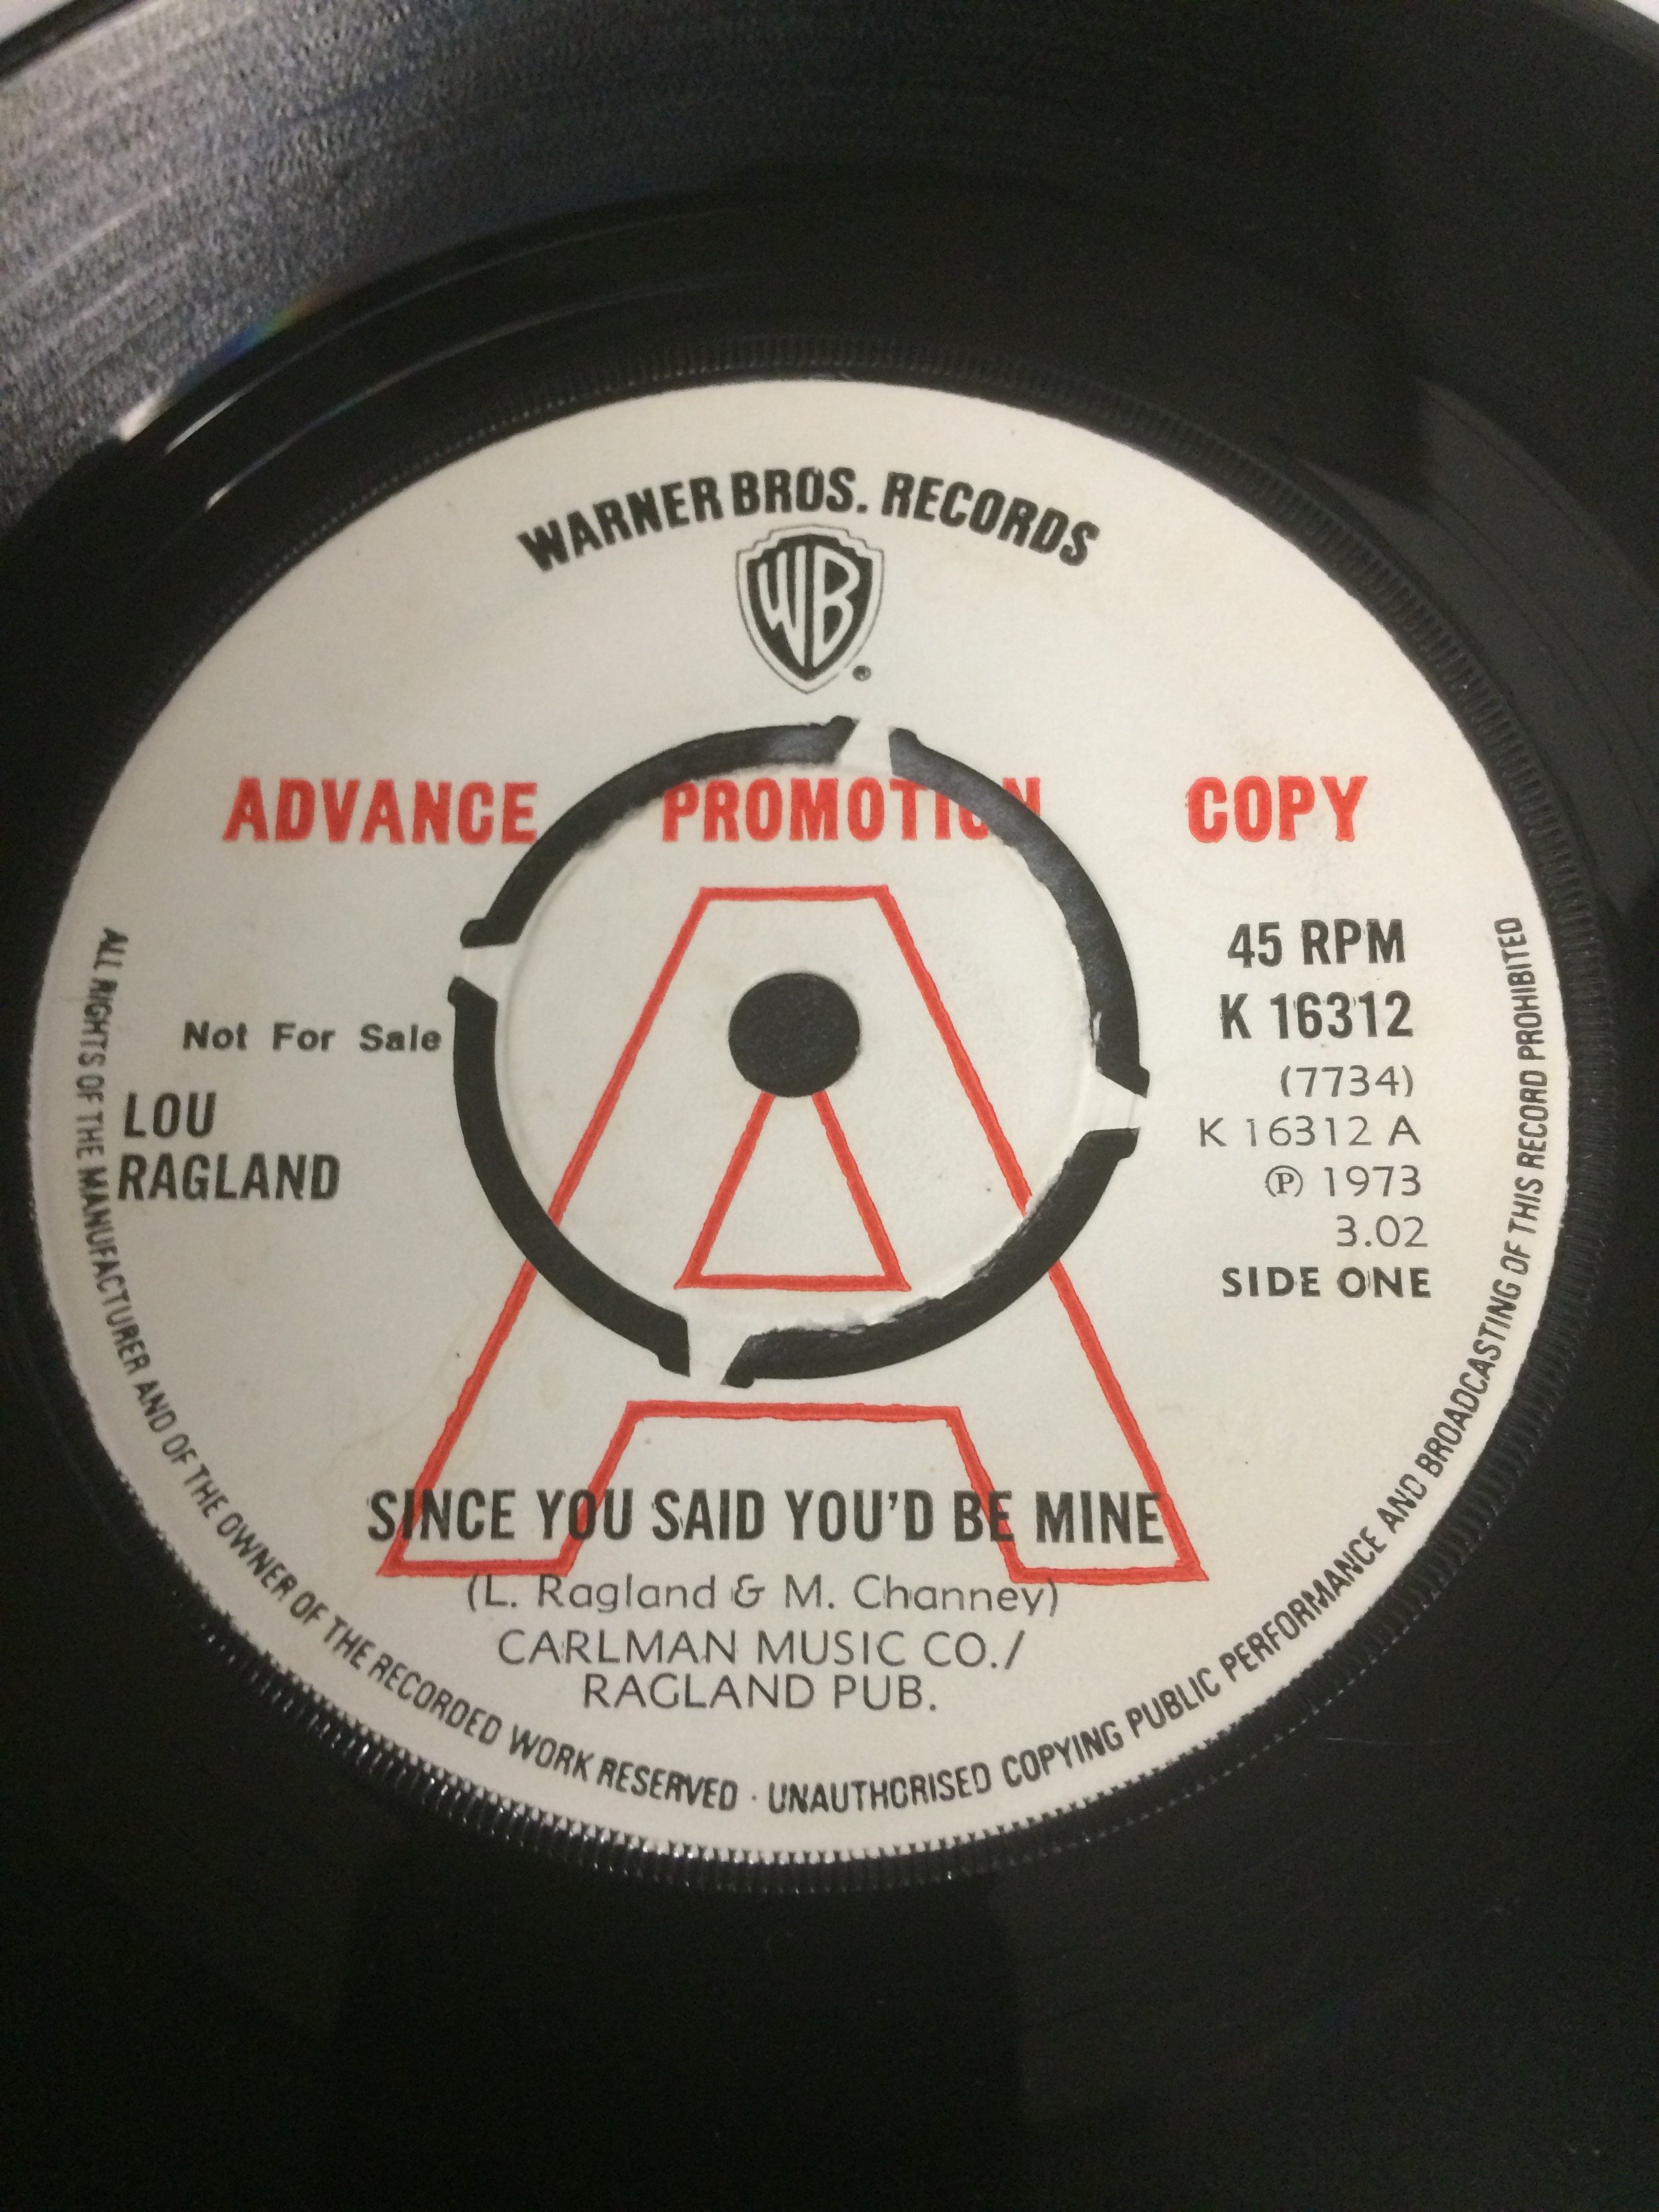 WARNER BROS. RECORDS
WB
ADVANCE PROMOTION COPY
45 RPM
K 16312
(7734)
K 16312 A
℗ 1973
3.02
SIDE ONE
Not For Sale
LOU
RAGLAND
A
SINCE YOU SAID YOU'D BE MINE
(L. Ragland & M. Channey)
CARLMAN MUSIC CO./
RAGLAND PUB.
ALL RIGHTS OF THE MANUFACTURER AND OF THE OWNER OF THE RECORDED WORK RESERVED · UNAUTHORISED COPYING PUBLIC PERFORMANCE AND BROADCASTING OF THIS RECORD PROHIBITED